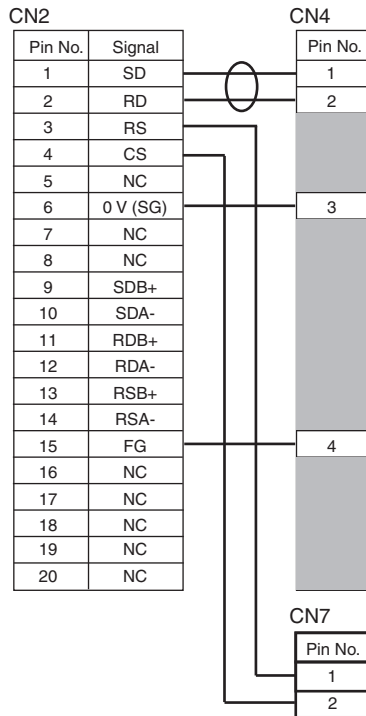 CN2
Pin No. Signal
1 SD
2 RD
3 RS
4 CS
5 NC
6 0 V (SG)
7 NC
8 NC
9 SDB+
10 SDA-
11 RDB+
12 RDA-
13 RSB+
14 RSA-
15 FG
16 NC
17 NC
18 NC
19 NC
20 NC
CN4
Pin No.
1
2
3
4
CN7
Pin No.
1
2